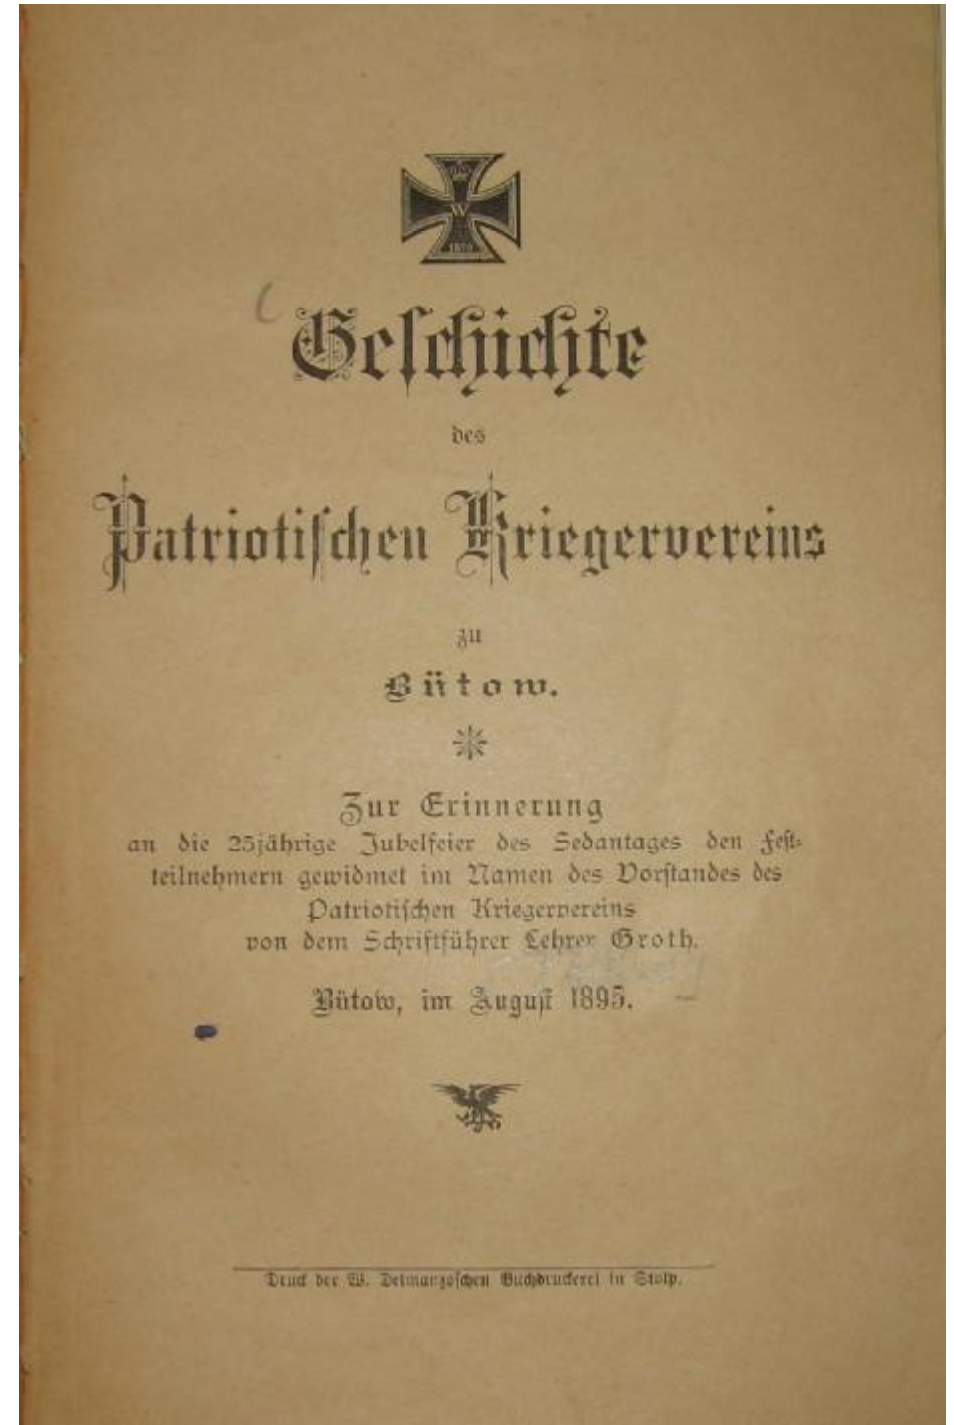 W
1870
Geschichte
des
Patriotischen Kriegervereins
zu
Bütow.
Zur Erinnerung
an die 25jährige Jubelfeier des Sedantages den Fest-
teilnehmern gewidmet im Namen des Vorstandes des
Patriotischen Kriegervereins
von dem Schriftführer Lehrer Groth.
Bütow, im August 1895.
Druck der W. Delmanzoschen Buchdruckerei in Stolp.